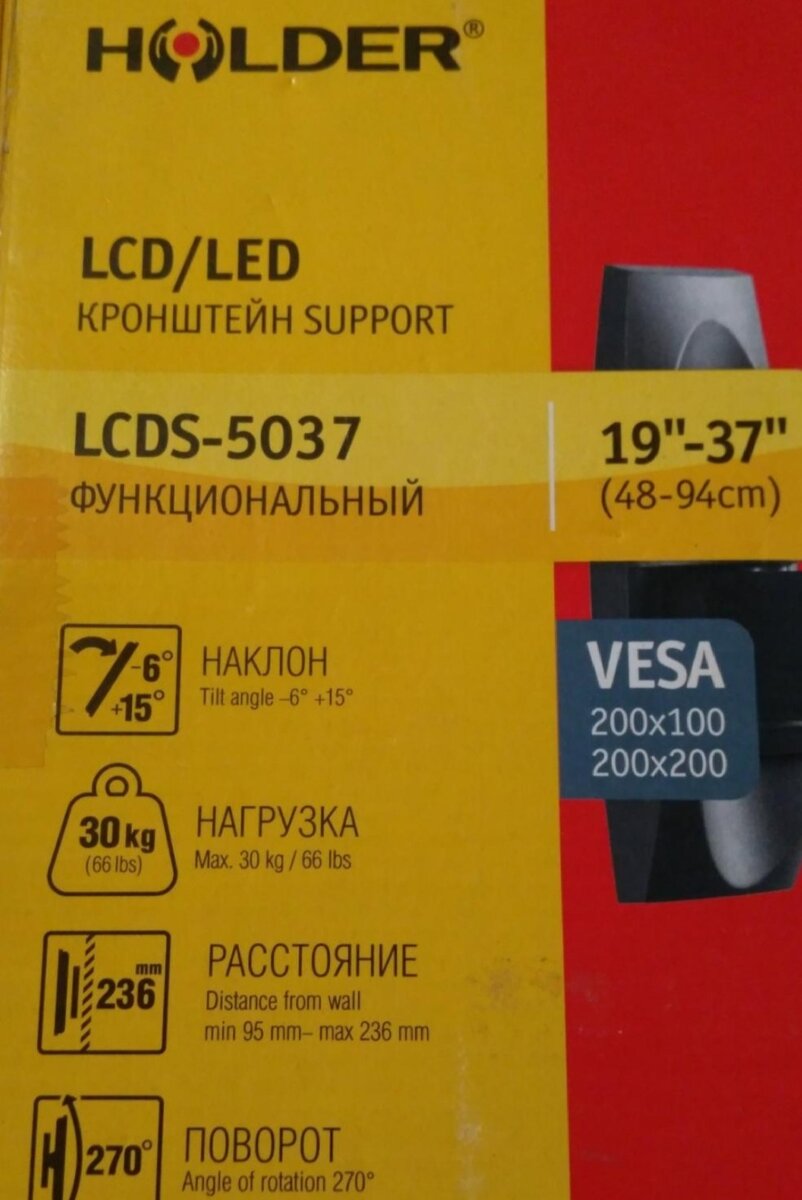 HOLDER®
LCD/LED
КРОНШТЕЙН SUPPORT
LCDS-5037
ФУНКЦИОНАЛЬНЫЙ
19"-37"
(48-94cm)
VESA
200x100
200x200
-6°
+15°
НАКЛОН
Tilt angle –6° +15°
30 kg
(66 lbs)
НАГРУЗКА
Max. 30 kg / 66 lbs
mm
236
РАССТОЯНИЕ
Distance from wall
min 95 mm– max 236 mm
270°
ПОВОРОТ
Angle of rotation 270°